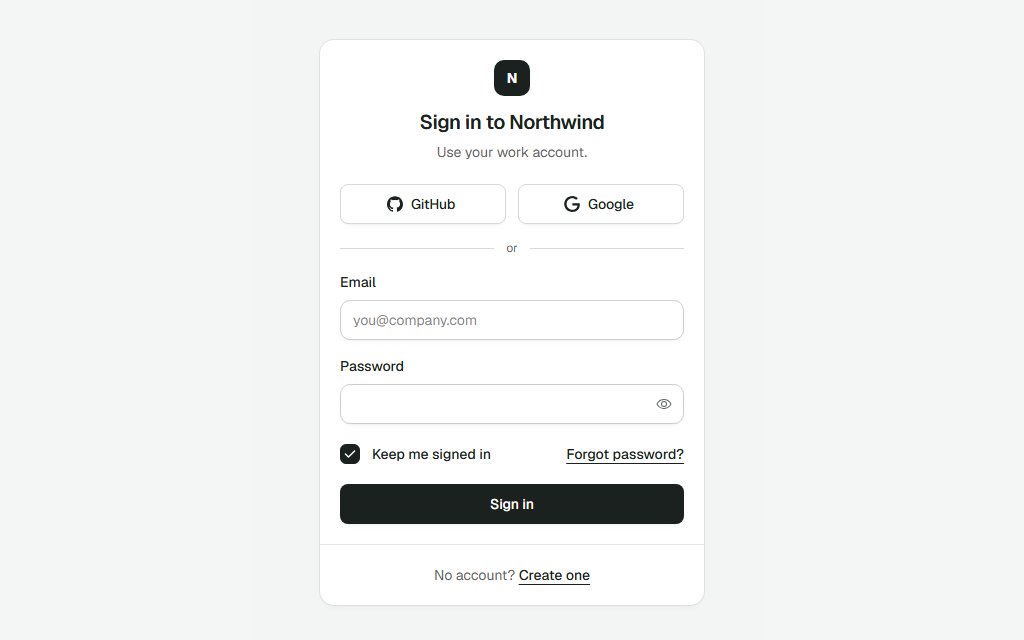 N
Sign in to Northwind
Use your work account.
GitHub
Google
or
Email
you@company.com
Password
Keep me signed in
Forgot password?
Sign in
No account? Create one